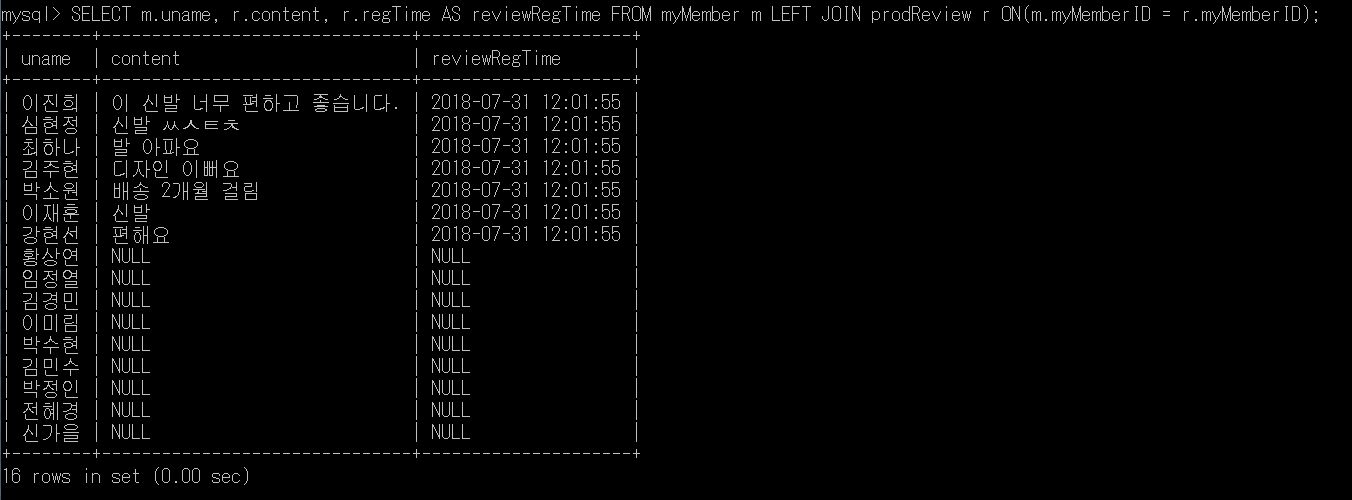 mysql> SELECT m.uname, r.content, r.regTime AS reviewRegTime FROM myMember m LEFT JOIN prodReview r ON(m.myMemberID = r.myMemberID);
+--------+-------------------------------+---------------------+
| uname | content | reviewRegTime |
+--------+-------------------------------+---------------------+
| 이진희 | 이 신발 너무 편하고 좋습니다. | 2018-07-31 12:01:55 |
| 심현정 | 신발 ㅆㅅㅌㅊ | 2018-07-31 12:01:55 |
| 최하나 | 발 아파요 | 2018-07-31 12:01:55 |
| 김주현 | 디자인 이뻐요 | 2018-07-31 12:01:55 |
| 박소원 | 배송 2개월 걸림 | 2018-07-31 12:01:55 |
| 이재훈 | 신발 | 2018-07-31 12:01:55 |
| 강현선 | 편해요 | 2018-07-31 12:01:55 |
| 황상연 | NULL | NULL |
| 임정열 | NULL | NULL |
| 김경민 | NULL | NULL |
| 이미림 | NULL | NULL |
| 박수현 | NULL | NULL |
| 김민수 | NULL | NULL |
| 박정인 | NULL | NULL |
| 전혜경 | NULL | NULL |
| 신가을 | NULL | NULL |
+--------+-------------------------------+---------------------+
16 rows in set (0.00 sec)